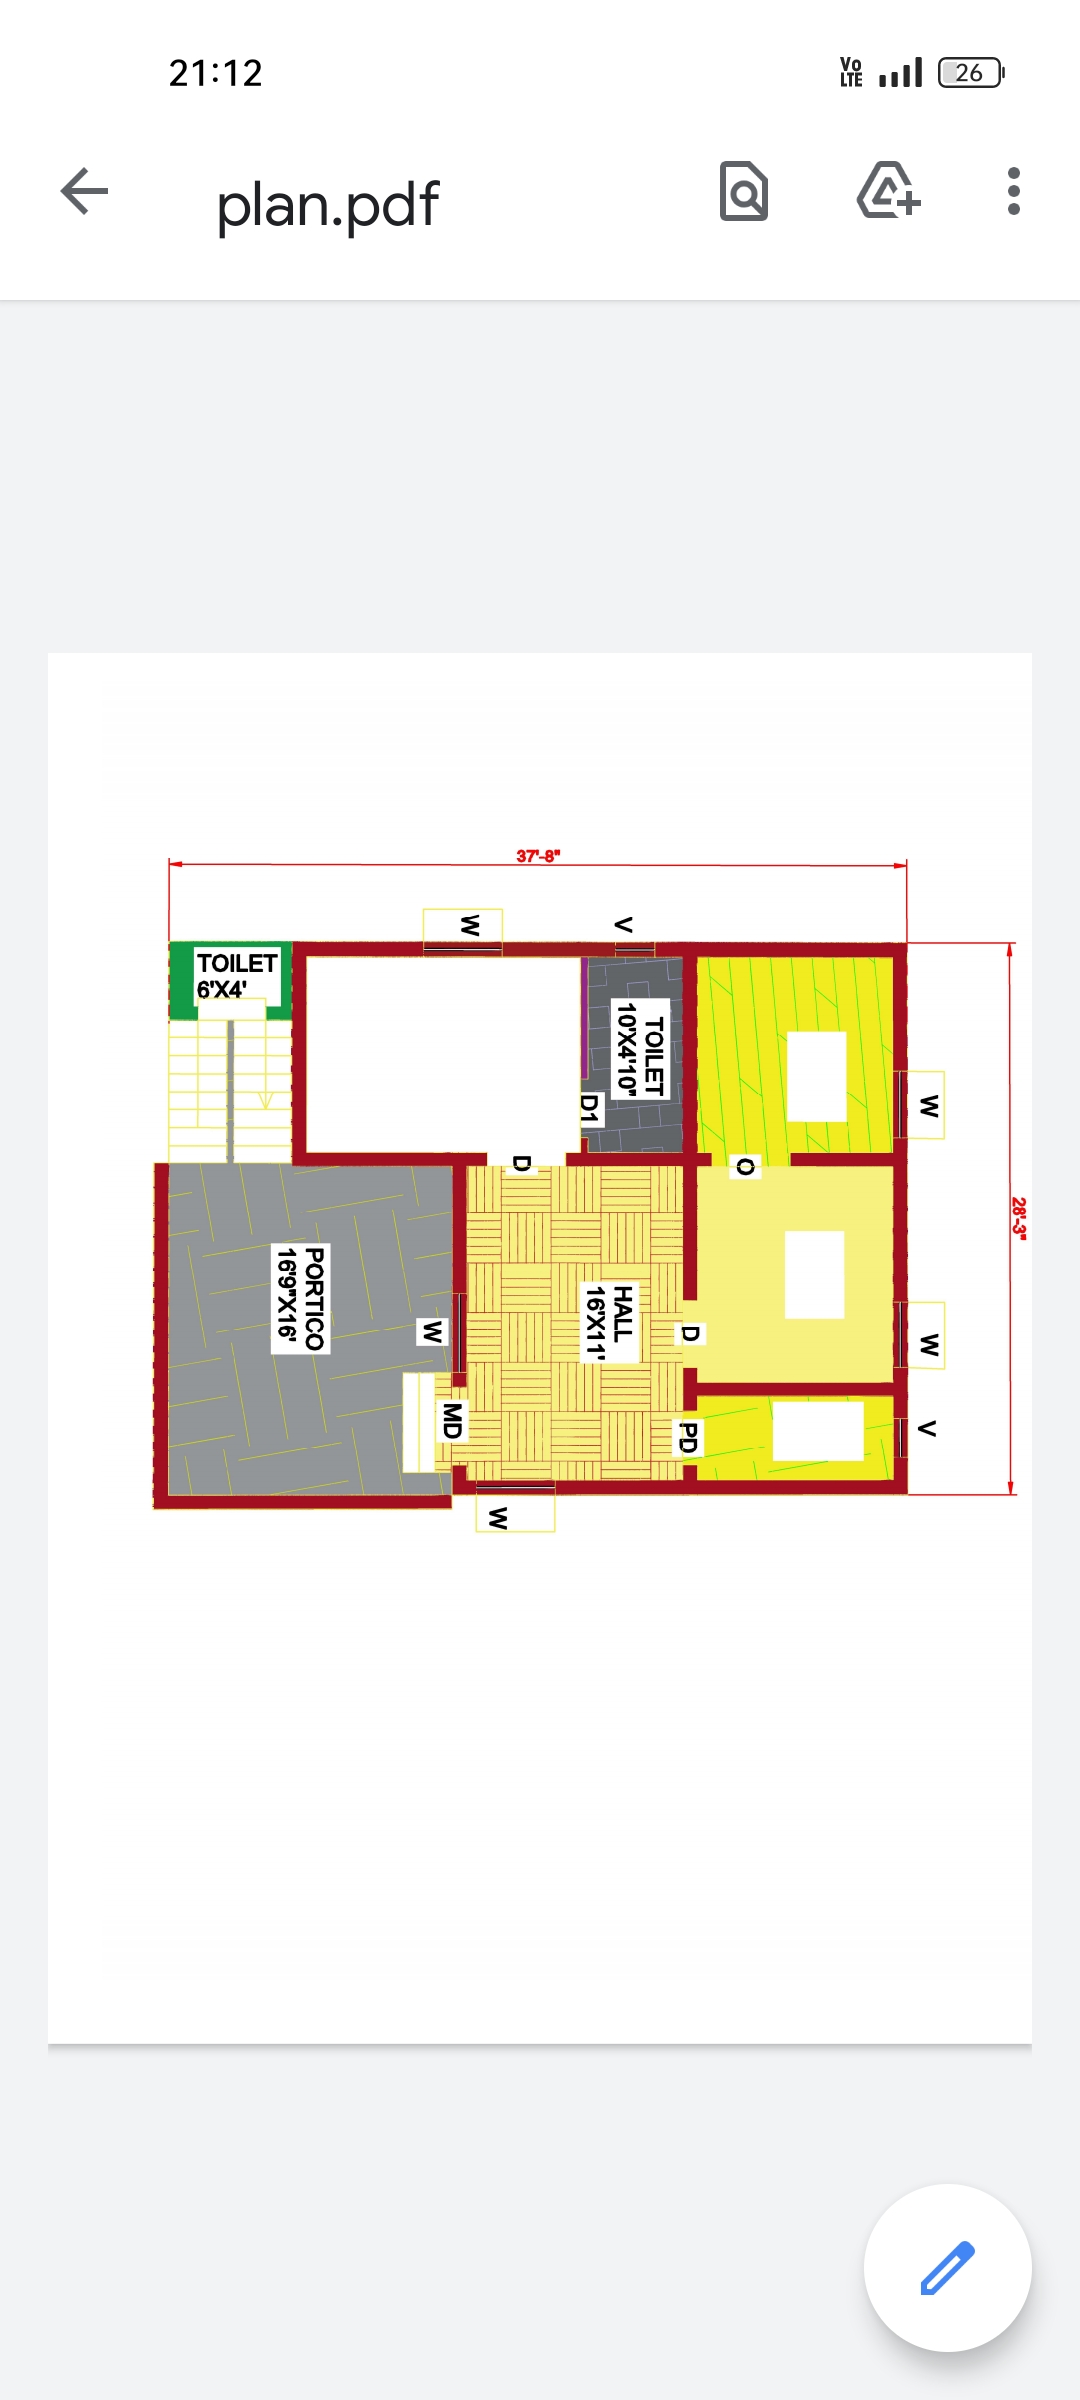 21:12
Vo
LTE
26
plan.pdf
37'-8"
W
V
TOILET
6'X4'
TOILET
10'X4'10"
D1
W
28'-3"
D
O
PORTICO
16'9"X16'
W
HALL
16'X11'
D
W
MD
PD
V
W